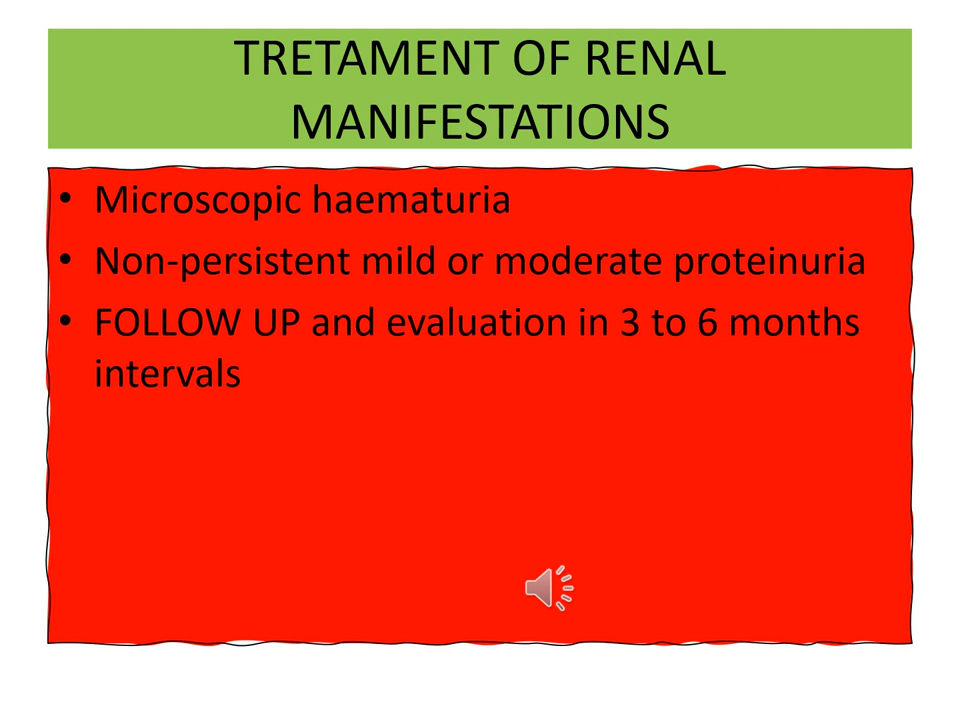 TRETAMENT OF RENAL
MANIFESTATIONS
• Microscopic haematuria
• Non-persistent mild or moderate proteinuria
• FOLLOW UP and evaluation in 3 to 6 months
intervals